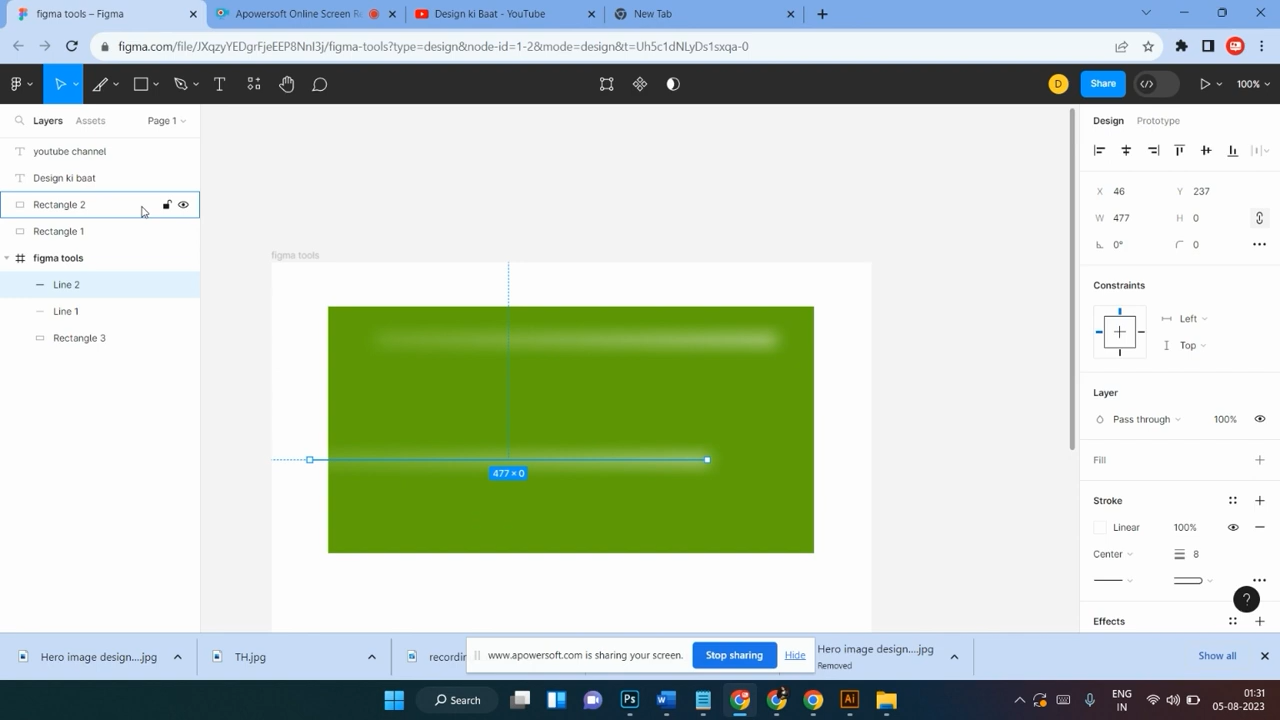 figma tools – Figma
Apowersoft Online Screen Re
Design ki Baat - YouTube
New Tab
figma.com/file/JXqzyYEDgrFjeEEP8NnI3j/figma-tools?type=design&node-id=1-2&mode=design&t=Uh5c1dNLyDs1sxqa-0
D
Share
100%
Layers
Assets
Page 1
Design
Prototype
youtube channel
Design ki baat
Rectangle 2
Rectangle 1
figma tools
Line 2
Line 1
Rectangle 3
figma tools
477 × 0
X 46
Y 237
W 477
H 0
0°
0
Constraints
Left
Top
Layer
Pass through
100%
Fill
Stroke
Linear
100%
Center
8
Effects
?
Hero image design....jpg
TH.jpg
recordin
www.apowersoft.com is sharing your screen.
Stop sharing
Hide
Hero image design....jpg
Removed
Show all
Search
ENG
IN
01:31
05-08-2023